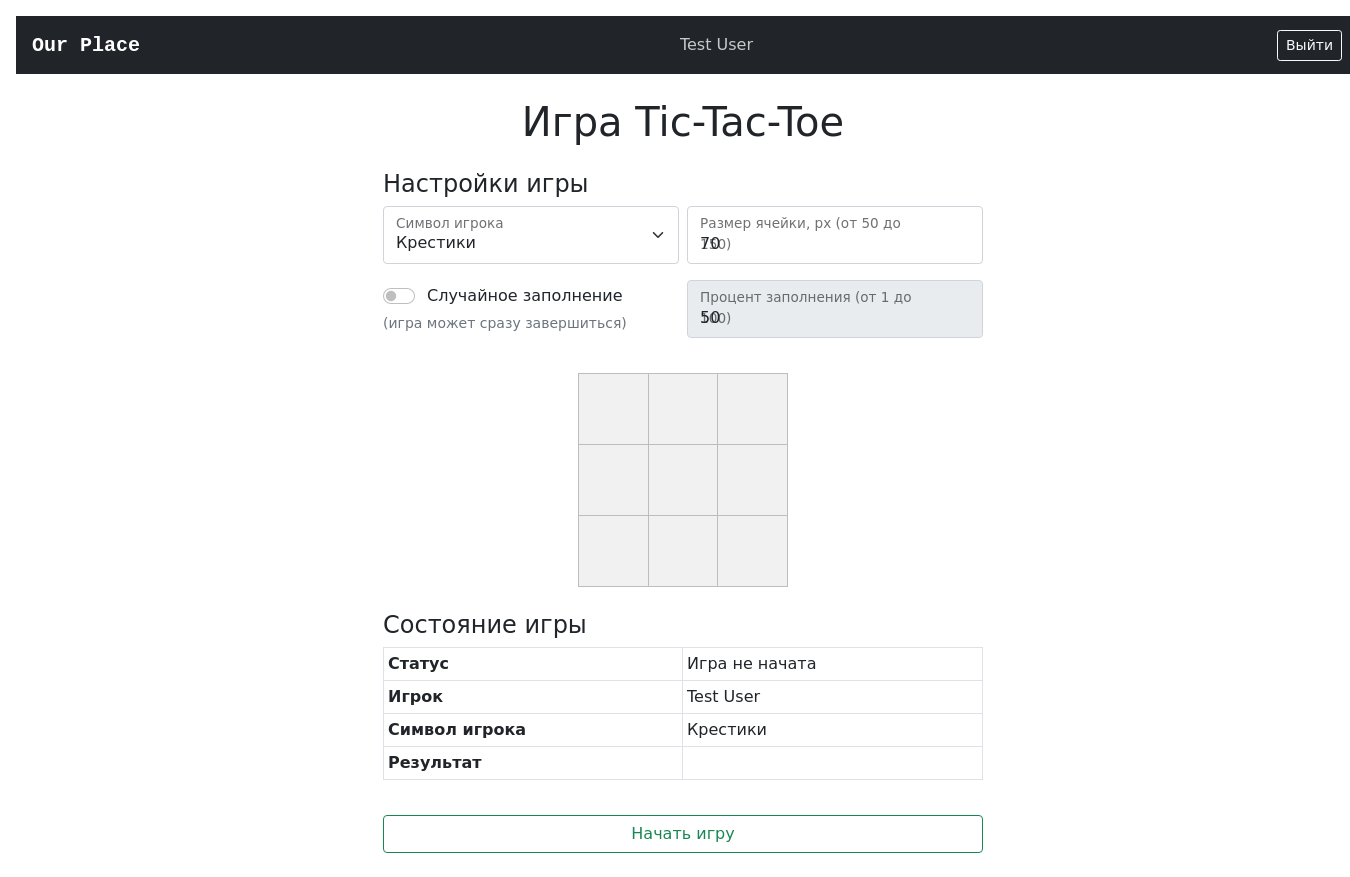 Our Place
Test User
Выйти
Игра Tic-Tac-Toe
Настройки игры
Символ игрока
Крестики
Размер ячейки, px (от 50 до
150)
70
Случайное заполнение
(игра может сразу завершиться)
Процент заполнения (от 1 до
100)
50
Состояние игры
Статус Игра не начата
Игрок Test User
Символ игрока Крестики
Результат
Начать игру